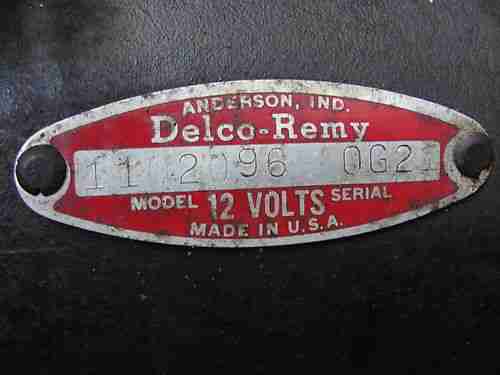 ANDERSON, IND.
Delco-Remy
1112096 0G21
MODEL 12 VOLTS SERIAL
MADE IN U.S.A.